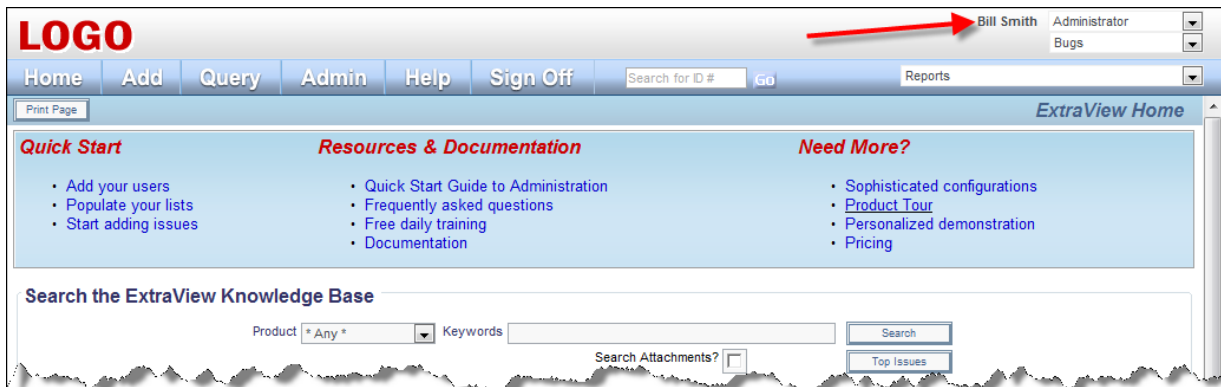 LOGO
Bill Smith Administrator
Bugs
Home Add Query Admin Help Sign Off Search for ID # Go Reports
Print Page ExtraView Home
Quick Start
• Add your users
• Populate your lists
• Start adding issues
Resources & Documentation
• Quick Start Guide to Administration
• Frequently asked questions
• Free daily training
• Documentation
Need More?
• Sophisticated configurations
• Product Tour
• Personalized demonstration
• Pricing
Search the ExtraView Knowledge Base
Product * Any * Keywords Search
Search Attachments? Top Issues